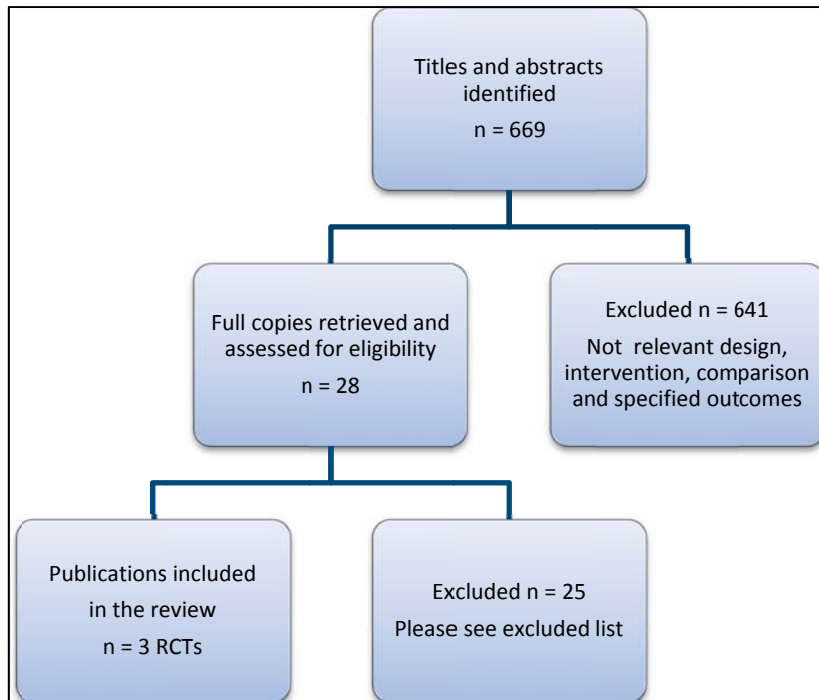 Titles and abstracts
identified
n = 669
Full copies retrieved and
assessed for eligibility
n = 28
Excluded n = 641
Not relevant design,
intervention, comparison
and specified outcomes
Publications included
in the review
n = 3 RCTs
Excluded n = 25
Please see excluded list